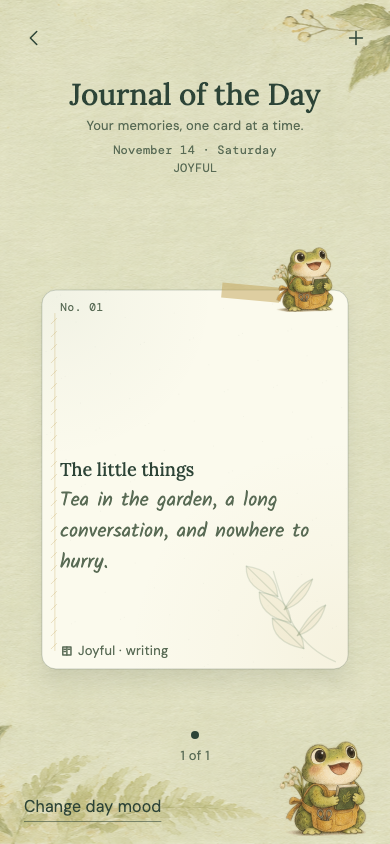 Journal of the Day
Your memories, one card at a time.
November 14 · Saturday
JOYFUL
No. 01
The little things
Tea in the garden, a long
conversation, and nowhere to
hurry.
Joyful · writing
1 of 1
Change day mood